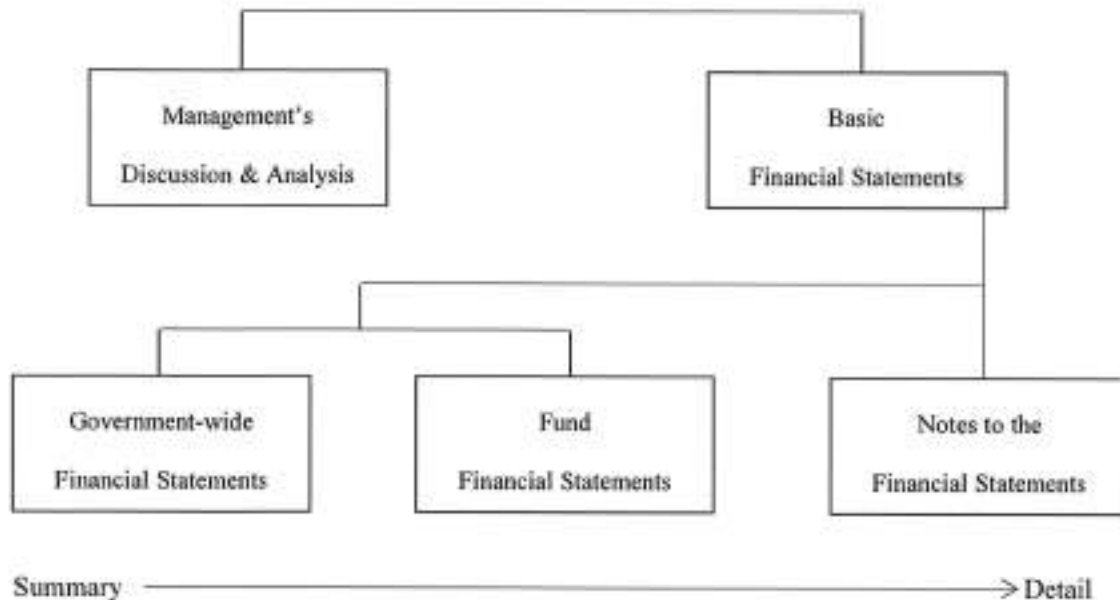 Management's
Discussion & Analysis
Basic
Financial Statements
Government-wide
Financial Statements
Fund
Financial Statements
Notes to the
Financial Statements
Summary
Detail